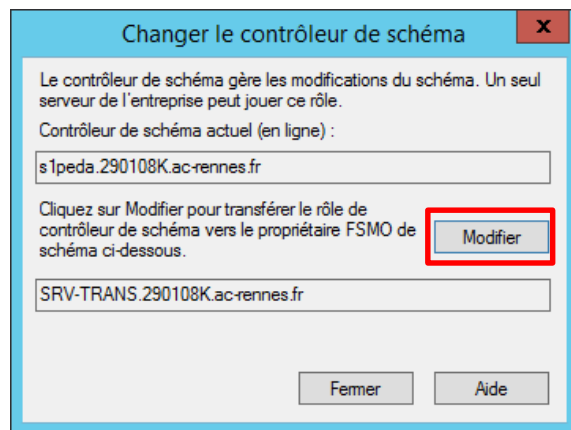 Changer le contrôleur de schéma
x
Le contrôleur de schéma gère les modifications du schéma. Un seul
serveur de l'entreprise peut jouer ce rôle.
Contrôleur de schéma actuel (en ligne) :
s1peda.290108K.ac-rennes.fr
Cliquez sur Modifier pour transférer le rôle de
contrôleur de schéma vers le propriétaire FSMO de
schéma ci-dessous.
Modifier
SRV-TRANS.290108K.ac-rennes.fr
Fermer
Aide